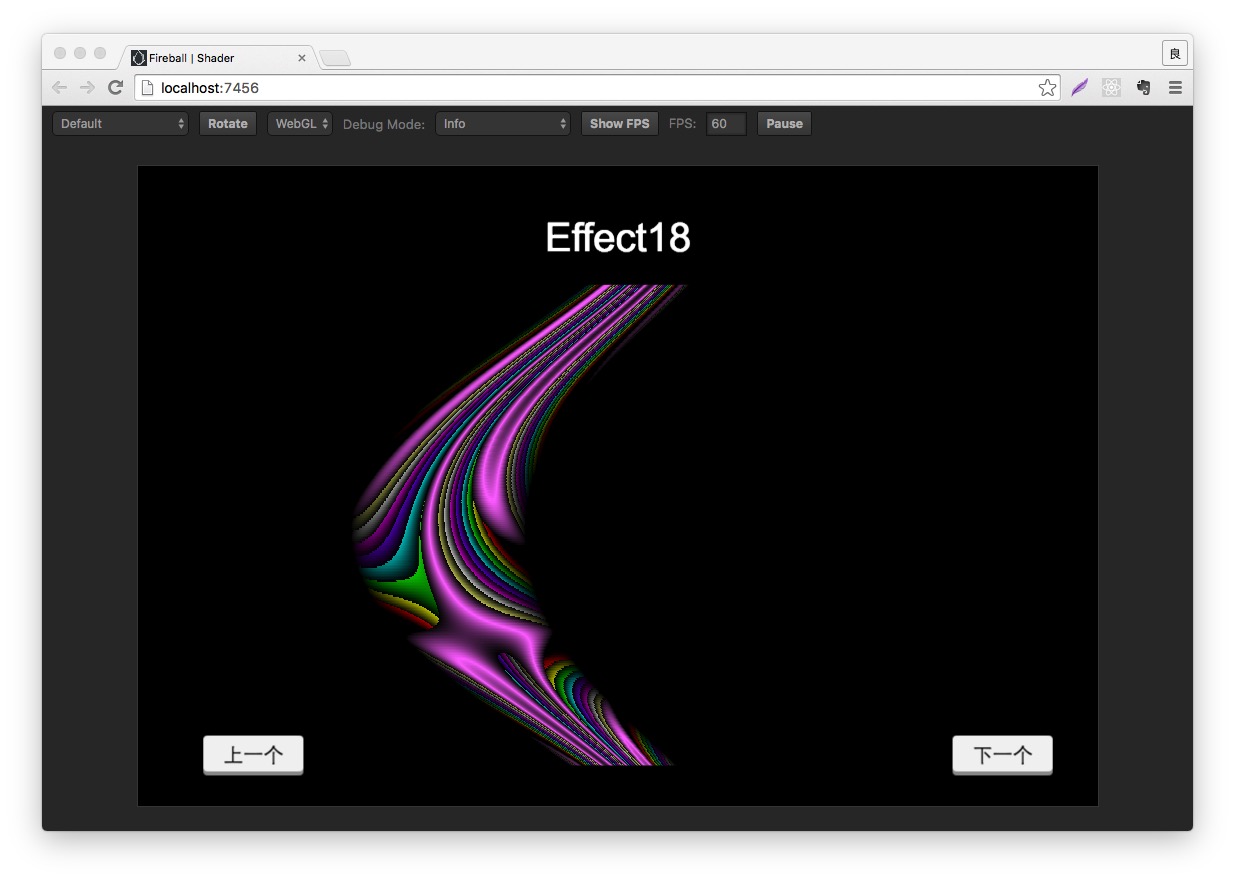 Fireball | Shader
良
localhost:7456
Default Rotate WebGL Debug Mode: Info Show FPS FPS: 60 Pause
Effect18
上一个 下一个